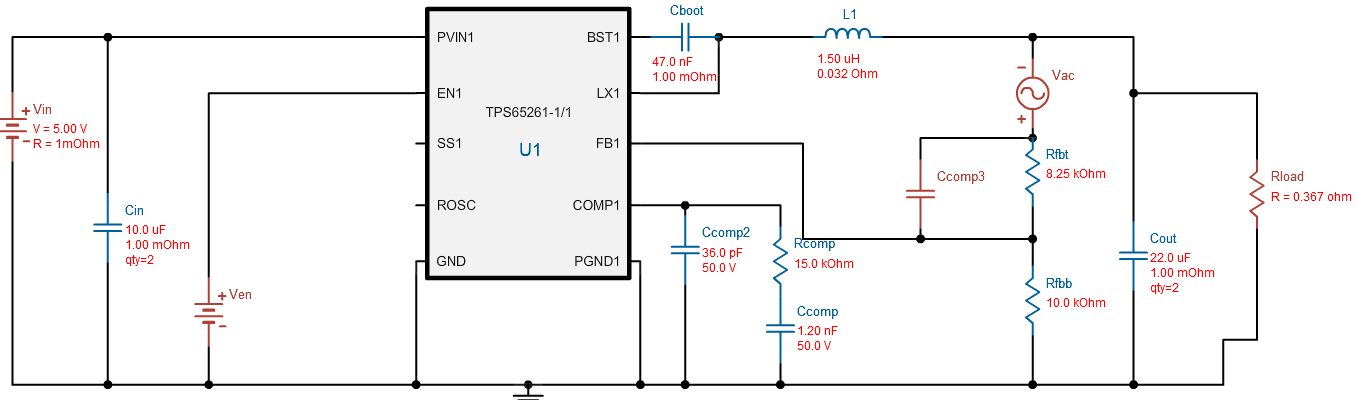 Cboot
47.0 nF
1.00 mOhm
L1
1.50 uH
0.032 Ohm
PVIN1
BST1
EN1
LX1
TPS65261-1/1
U1
SS1
FB1
ROSC
COMP1
GND
PGND1
+ Vin
V = 5.00 V
- R = 1mOhm
Cin
10.0 uF
1.00 mOhm
qty=2
+ Ven
-
-
Vac
+
Ccomp3
Rfbt
8.25 kOhm
Rload
R = 0.367 ohm
Ccomp2
36.0 pF
50.0 V
Rcomp
15.0 kOhm
Ccomp
1.20 nF
50.0 V
Rfbb
10.0 kOhm
Cout
22.0 uF
1.00 mOhm
qty=2